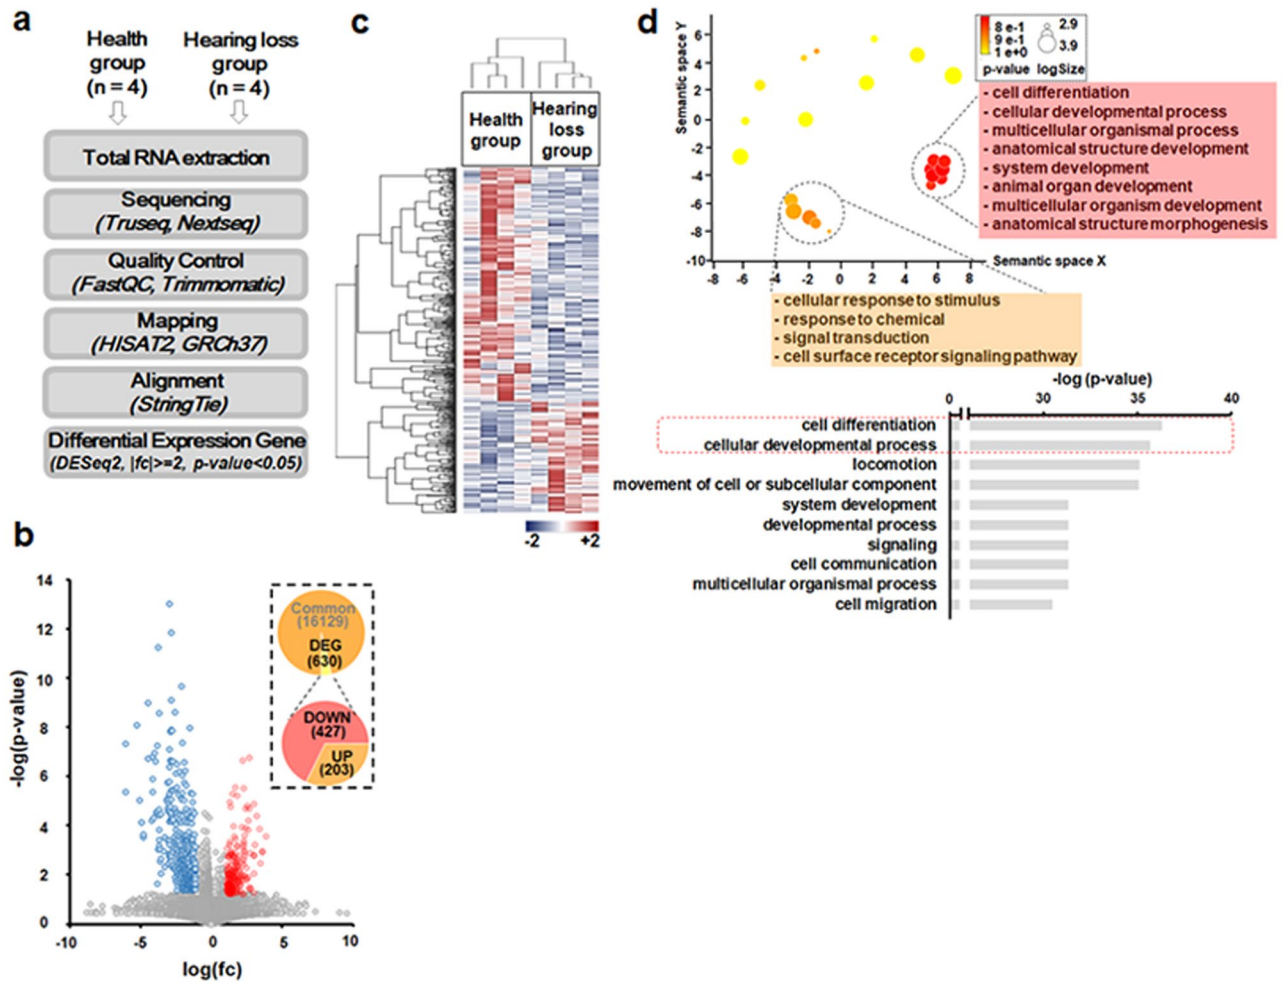 a
Health
group
(n = 4)
Hearing loss
group
(n = 4)
Total RNA extraction
Sequencing
(Truseq, Nextseq)
Quality Control
(FastQC, Trimmomatic)
Mapping
(HISAT2, GRCh37)
Alignment
(StringTie)
Differential Expression Gene
(DESeq2, |fc|>=2, p-value<0.05)
b
14
12
10
8
6
4
2
0
-10
-5
0
5
10
-log(p-value)
log(fc)
Common
(16129)
DEG
(630)
DOWN
(427)
UP
(203)
c
Health
group
Hearing
loss
group
-2
+2
d
Semantic space Y
6
4
2
0
-2
-4
-6
-8
-10
-8
-6
-4
-2
0
2
4
6
8
Semantic space X
8 e-1
9 e-1
1 e+0
p-value
2.9
3.9
logSize
- cell differentiation
- cellular developmental process
- multicellular organismal process
- anatomical structure development
- system development
- animal organ development
- multicellular organism development
- anatomical structure morphogenesis
- cellular response to stimulus
- response to chemical
- signal transduction
- cell surface receptor signaling pathway
-log (p-value)
0
30
35
40
cell differentiation
cellular developmental process
locomotion
movement of cell or subcellular component
system development
developmental process
signaling
cell communication
multicellular organismal process
cell migration